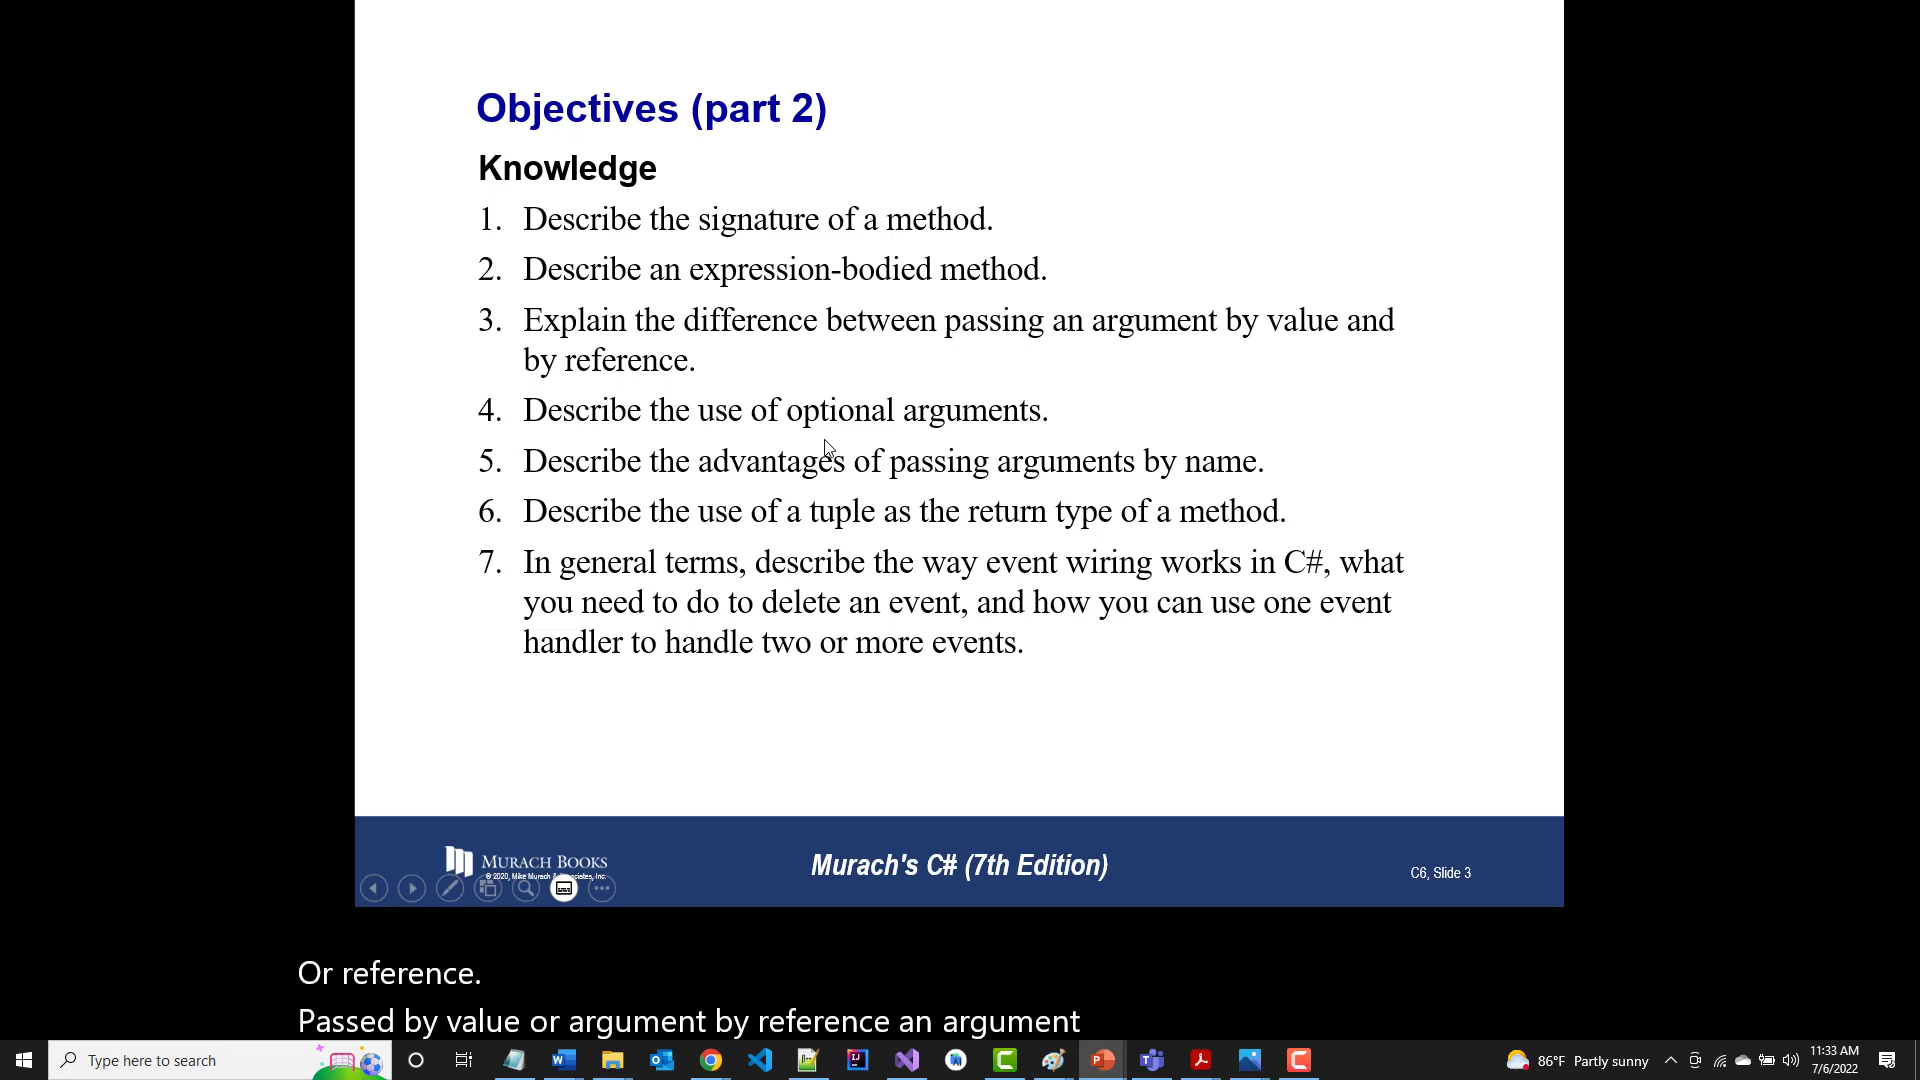 Objectives (part 2)
Knowledge
1. Describe the signature of a method.
2. Describe an expression-bodied method.
3. Explain the difference between passing an argument by value and
by reference.
4. Describe the use of optional arguments.
5. Describe the advantages of passing arguments by name.
6. Describe the use of a tuple as the return type of a method.
7. In general terms, describe the way event wiring works in C#, what
you need to do to delete an event, and how you can use one event
handler to handle two or more events.
MURACH BOOKS
© 2020, Mike Murach & Associates, Inc.
Murach's C# (7th Edition)
C6, Slide 3
Or reference.
Passed by value or argument by reference an argument
Type here to search
86°F Partly sunny
11:33 AM
7/6/2022